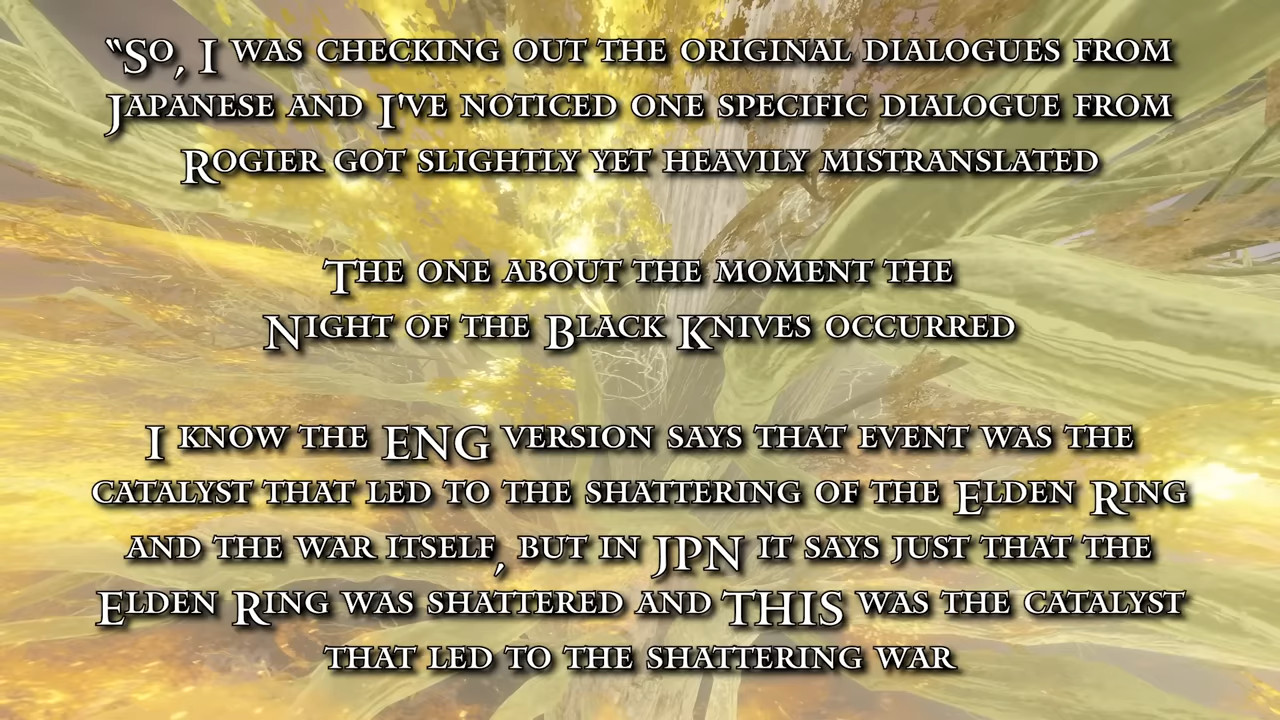 “So, I was checking out the original dialogues from
Japanese and I've noticed one specific dialogue from
Rogier got slightly yet heavily mistranslated
The one about the moment the
Night of the Black Knives occurred
I know the ENG version says that event was the
catalyst that led to the shattering of the Elden Ring
and the war itself, but in JPN it says just that the
Elden Ring was shattered and THIS was the catalyst
that led to the shattering war